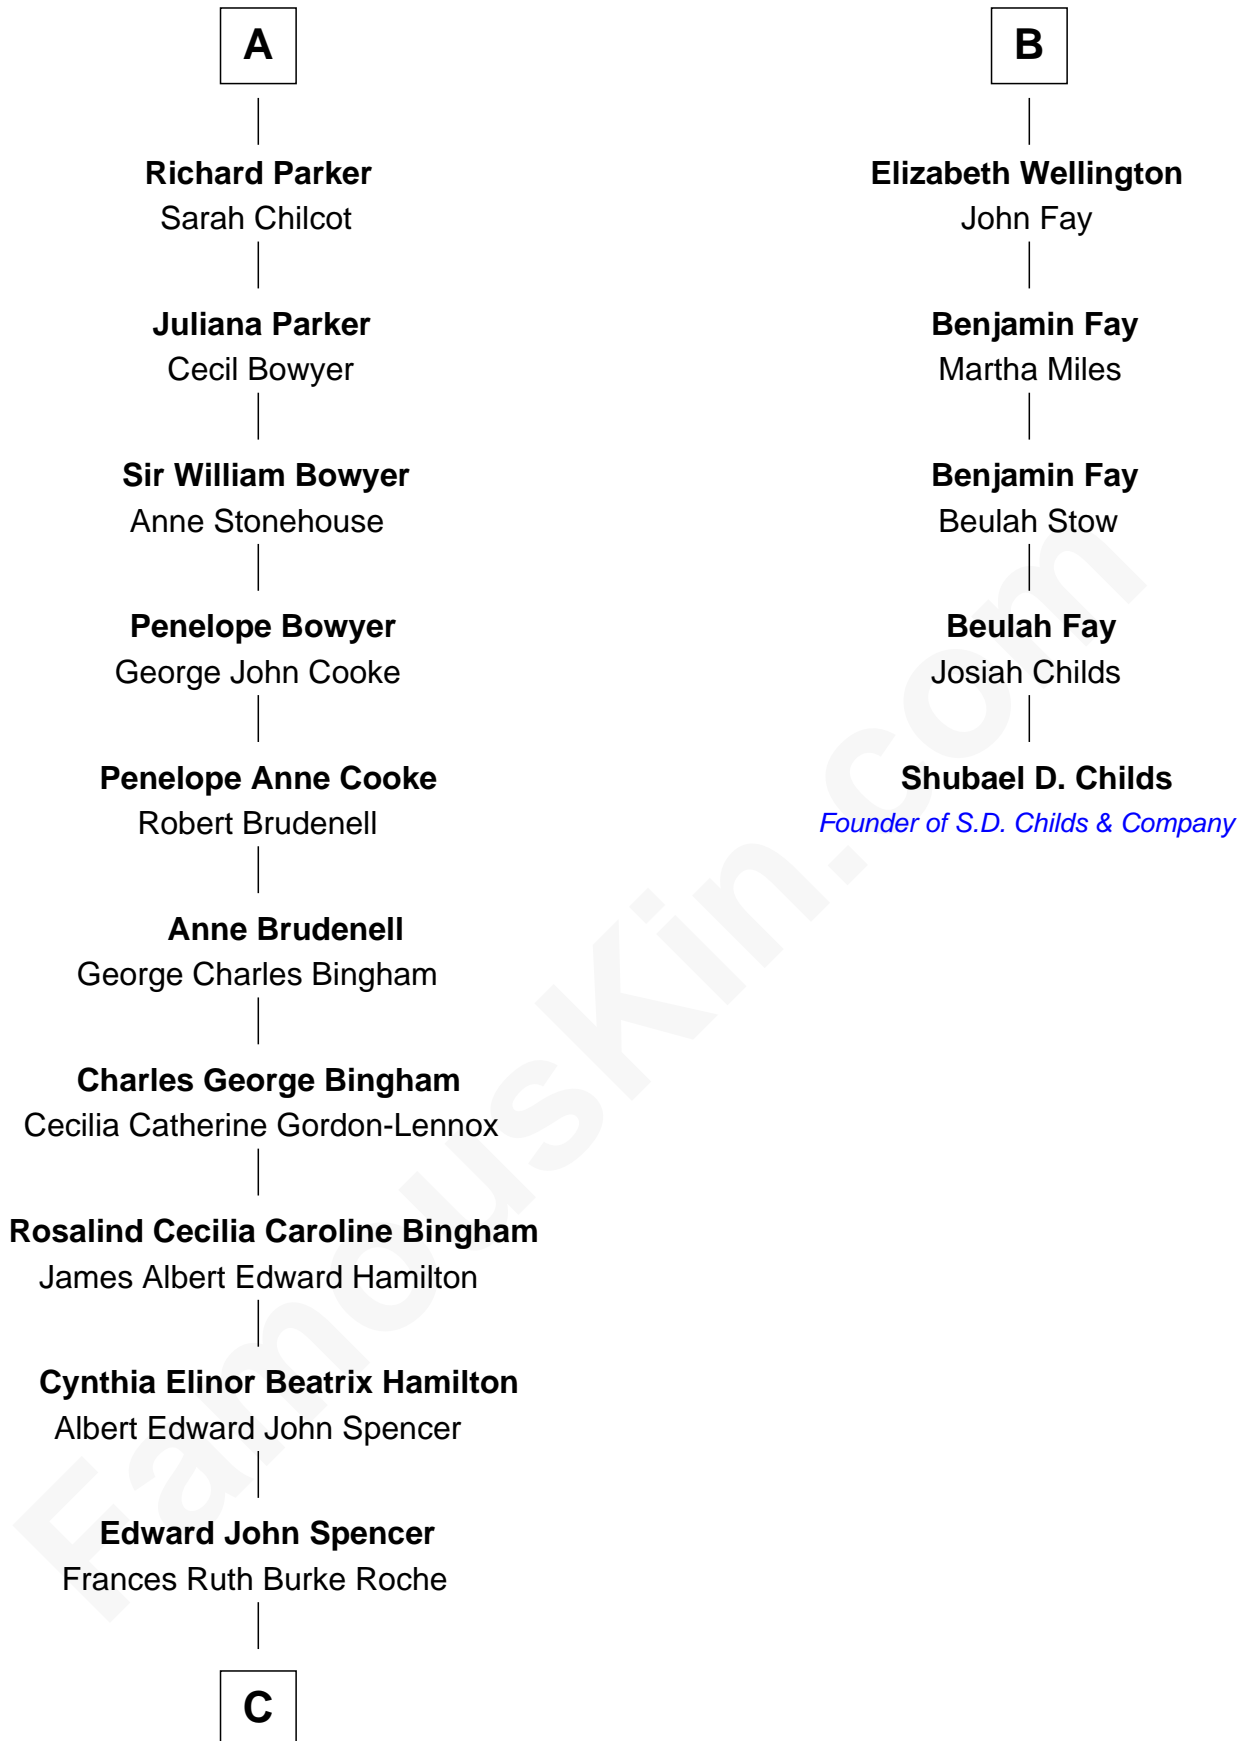 A
Richard Parker
Sarah Chilcot
Juliana Parker
Cecil Bowyer
Sir William Bowyer
Anne Stonehouse
Penelope Bowyer
George John Cooke
Penelope Anne Cooke
Robert Brudenell
Anne Brudenell
George Charles Bingham
Charles George Bingham
Cecilia Catherine Gordon-Lennox
Rosalind Cecilia Caroline Bingham
James Albert Edward Hamilton
Cynthia Elinor Beatrix Hamilton
Albert Edward John Spencer
Edward John Spencer
Frances Ruth Burke Roche
C
B
Elizabeth Wellington
John Fay
Benjamin Fay
Martha Miles
Benjamin Fay
Beulah Stow
Beulah Fay
Josiah Childs
Shubael D. Childs
Founder of S.D. Childs & Company
FamousKin.com